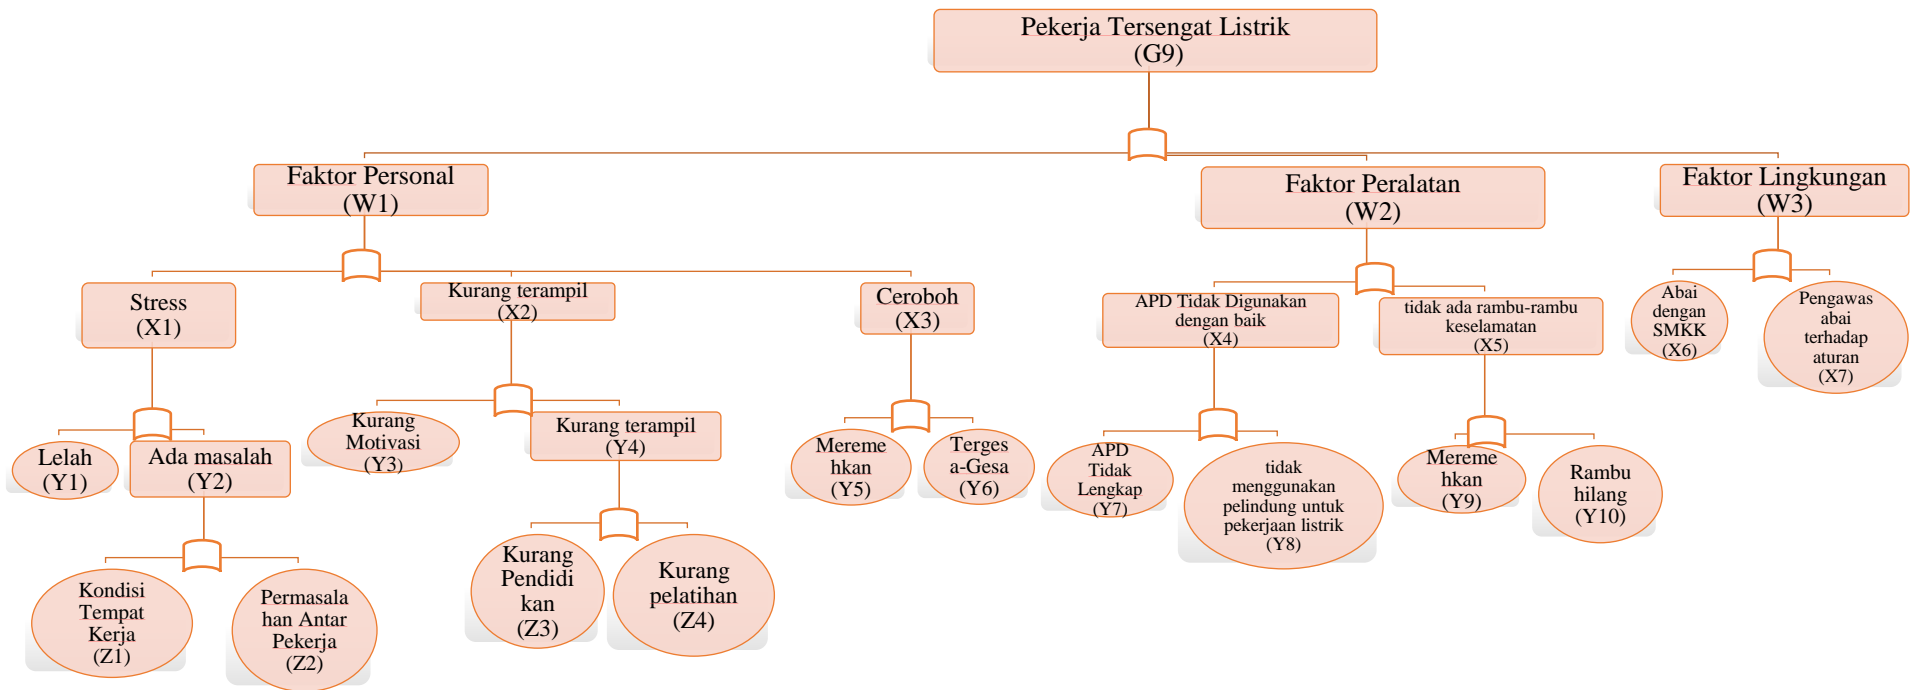 Pekerja Tersengat Listrik
(G9)
Faktor Personal
(W1)
Faktor Peralatan
(W2)
Faktor Lingkungan
(W3)
Stress
(X1)
Kurang terampil
(X2)
Ceroboh
(X3)
APD Tidak Digunakan
dengan baik
(X4)
tidak ada rambu-rambu
keselamatan
(X5)
Abai
dengan
SMKK
(X6)
Pengawas
abai
terhadap
aturan
(X7)
Lelah
(Y1)
Ada masalah
(Y2)
Kurang
Motivasi
(Y3)
Kurang terampil
(Y4)
Mereme
hkan
(Y5)
Terges
a-Gesa
(Y6)
APD
Tidak
Lengkap
(Y7)
tidak
menggunakan
pelindung untuk
pekerjaan listrik
(Y8)
Mereme
hkan
(Y9)
Rambu
hilang
(Y10)
Kondisi
Tempat
Kerja
(Z1)
Permasala
han Antar
Pekerja
(Z2)
Kurang
Pendidi
kan
(Z3)
Kurang
pelatihan
(Z4)